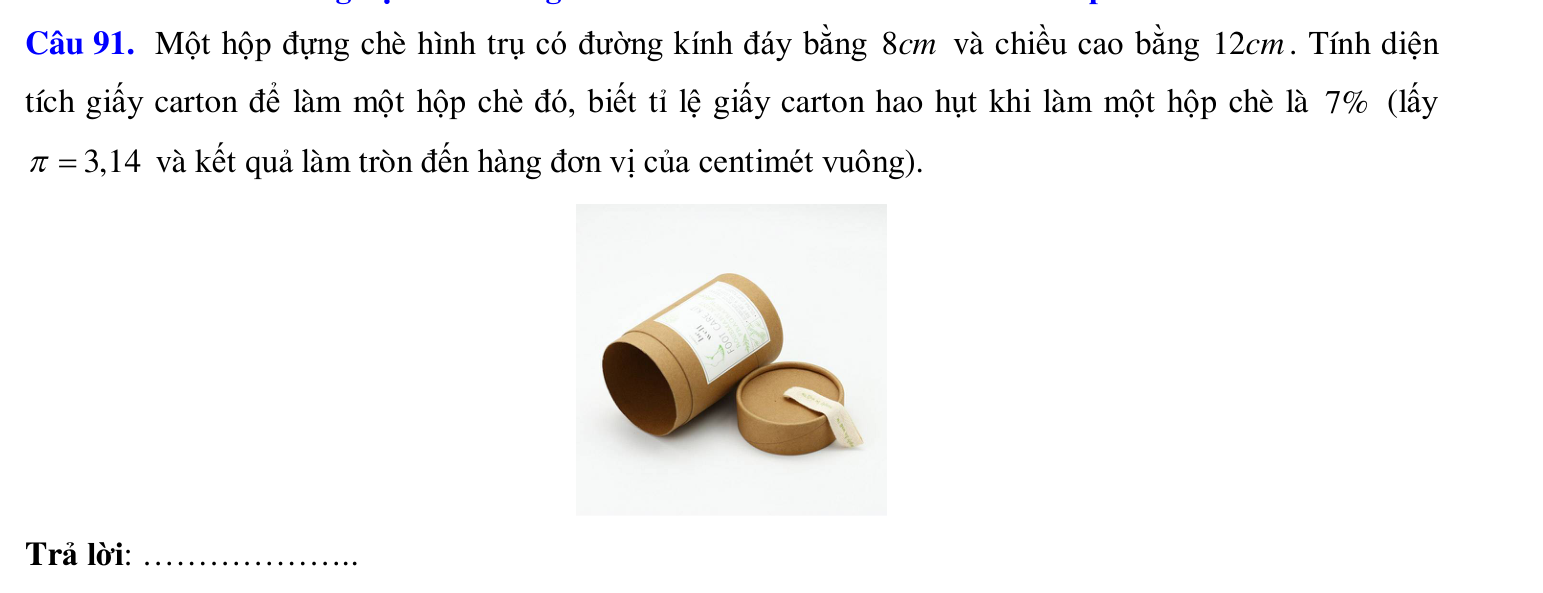 Câu 91. Một hộp đựng chè hình trụ có đường kính đáy bằng 8cm và chiều cao bằng 12cm. Tính diện
tích giấy carton để làm một hộp chè đó, biết tỉ lệ giấy carton hao hụt khi làm một hộp chè là 7% (lấy
π = 3,14 và kết quả làm tròn đến hàng đơn vị của centimét vuông).
Trả lời: ………………..